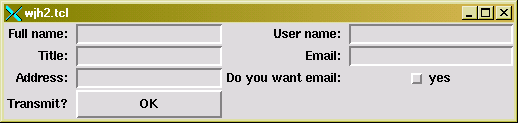 wjh2.tcl
Full name: User name:
Title: Email:
Address: Do you want email: yes
Transmit? OK